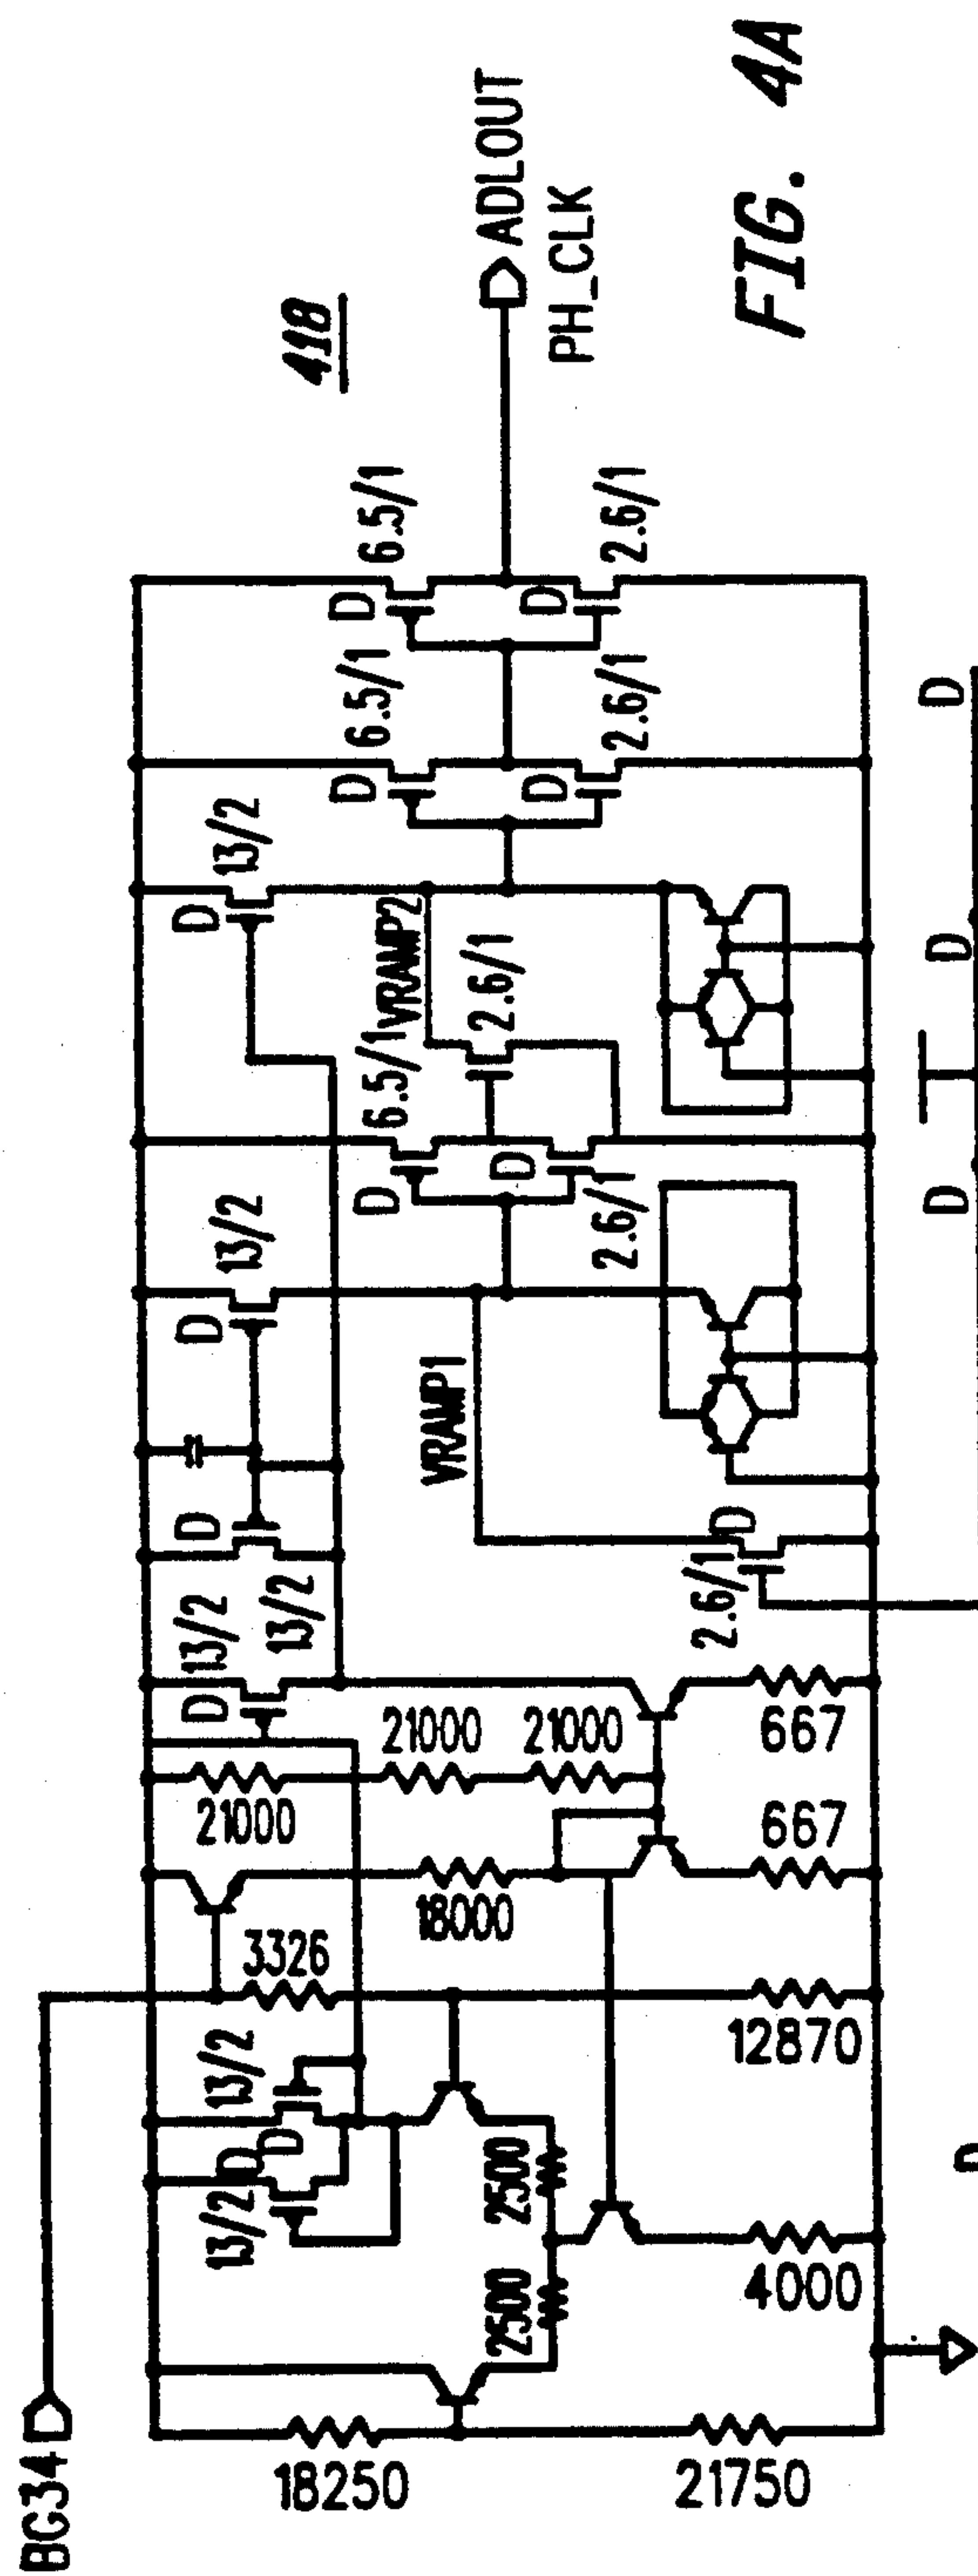 FIG. 4A
418
BG34
ADLOUT
PH_CLK
18250
21750
13/2
D
13/2
D
2500
2500
4000
3326
12870
18000
667
21000
21000
21000
667
13/2
D
13/2
D
2.6/1
D
VRAMP1
13/2
D
6.5/1
D
2.6/1
D
VRAMP2
2.6/1
13/2
D
6.5/1
D
2.6/1
D
6.5/1
D
2.6/1
D
D
D
D